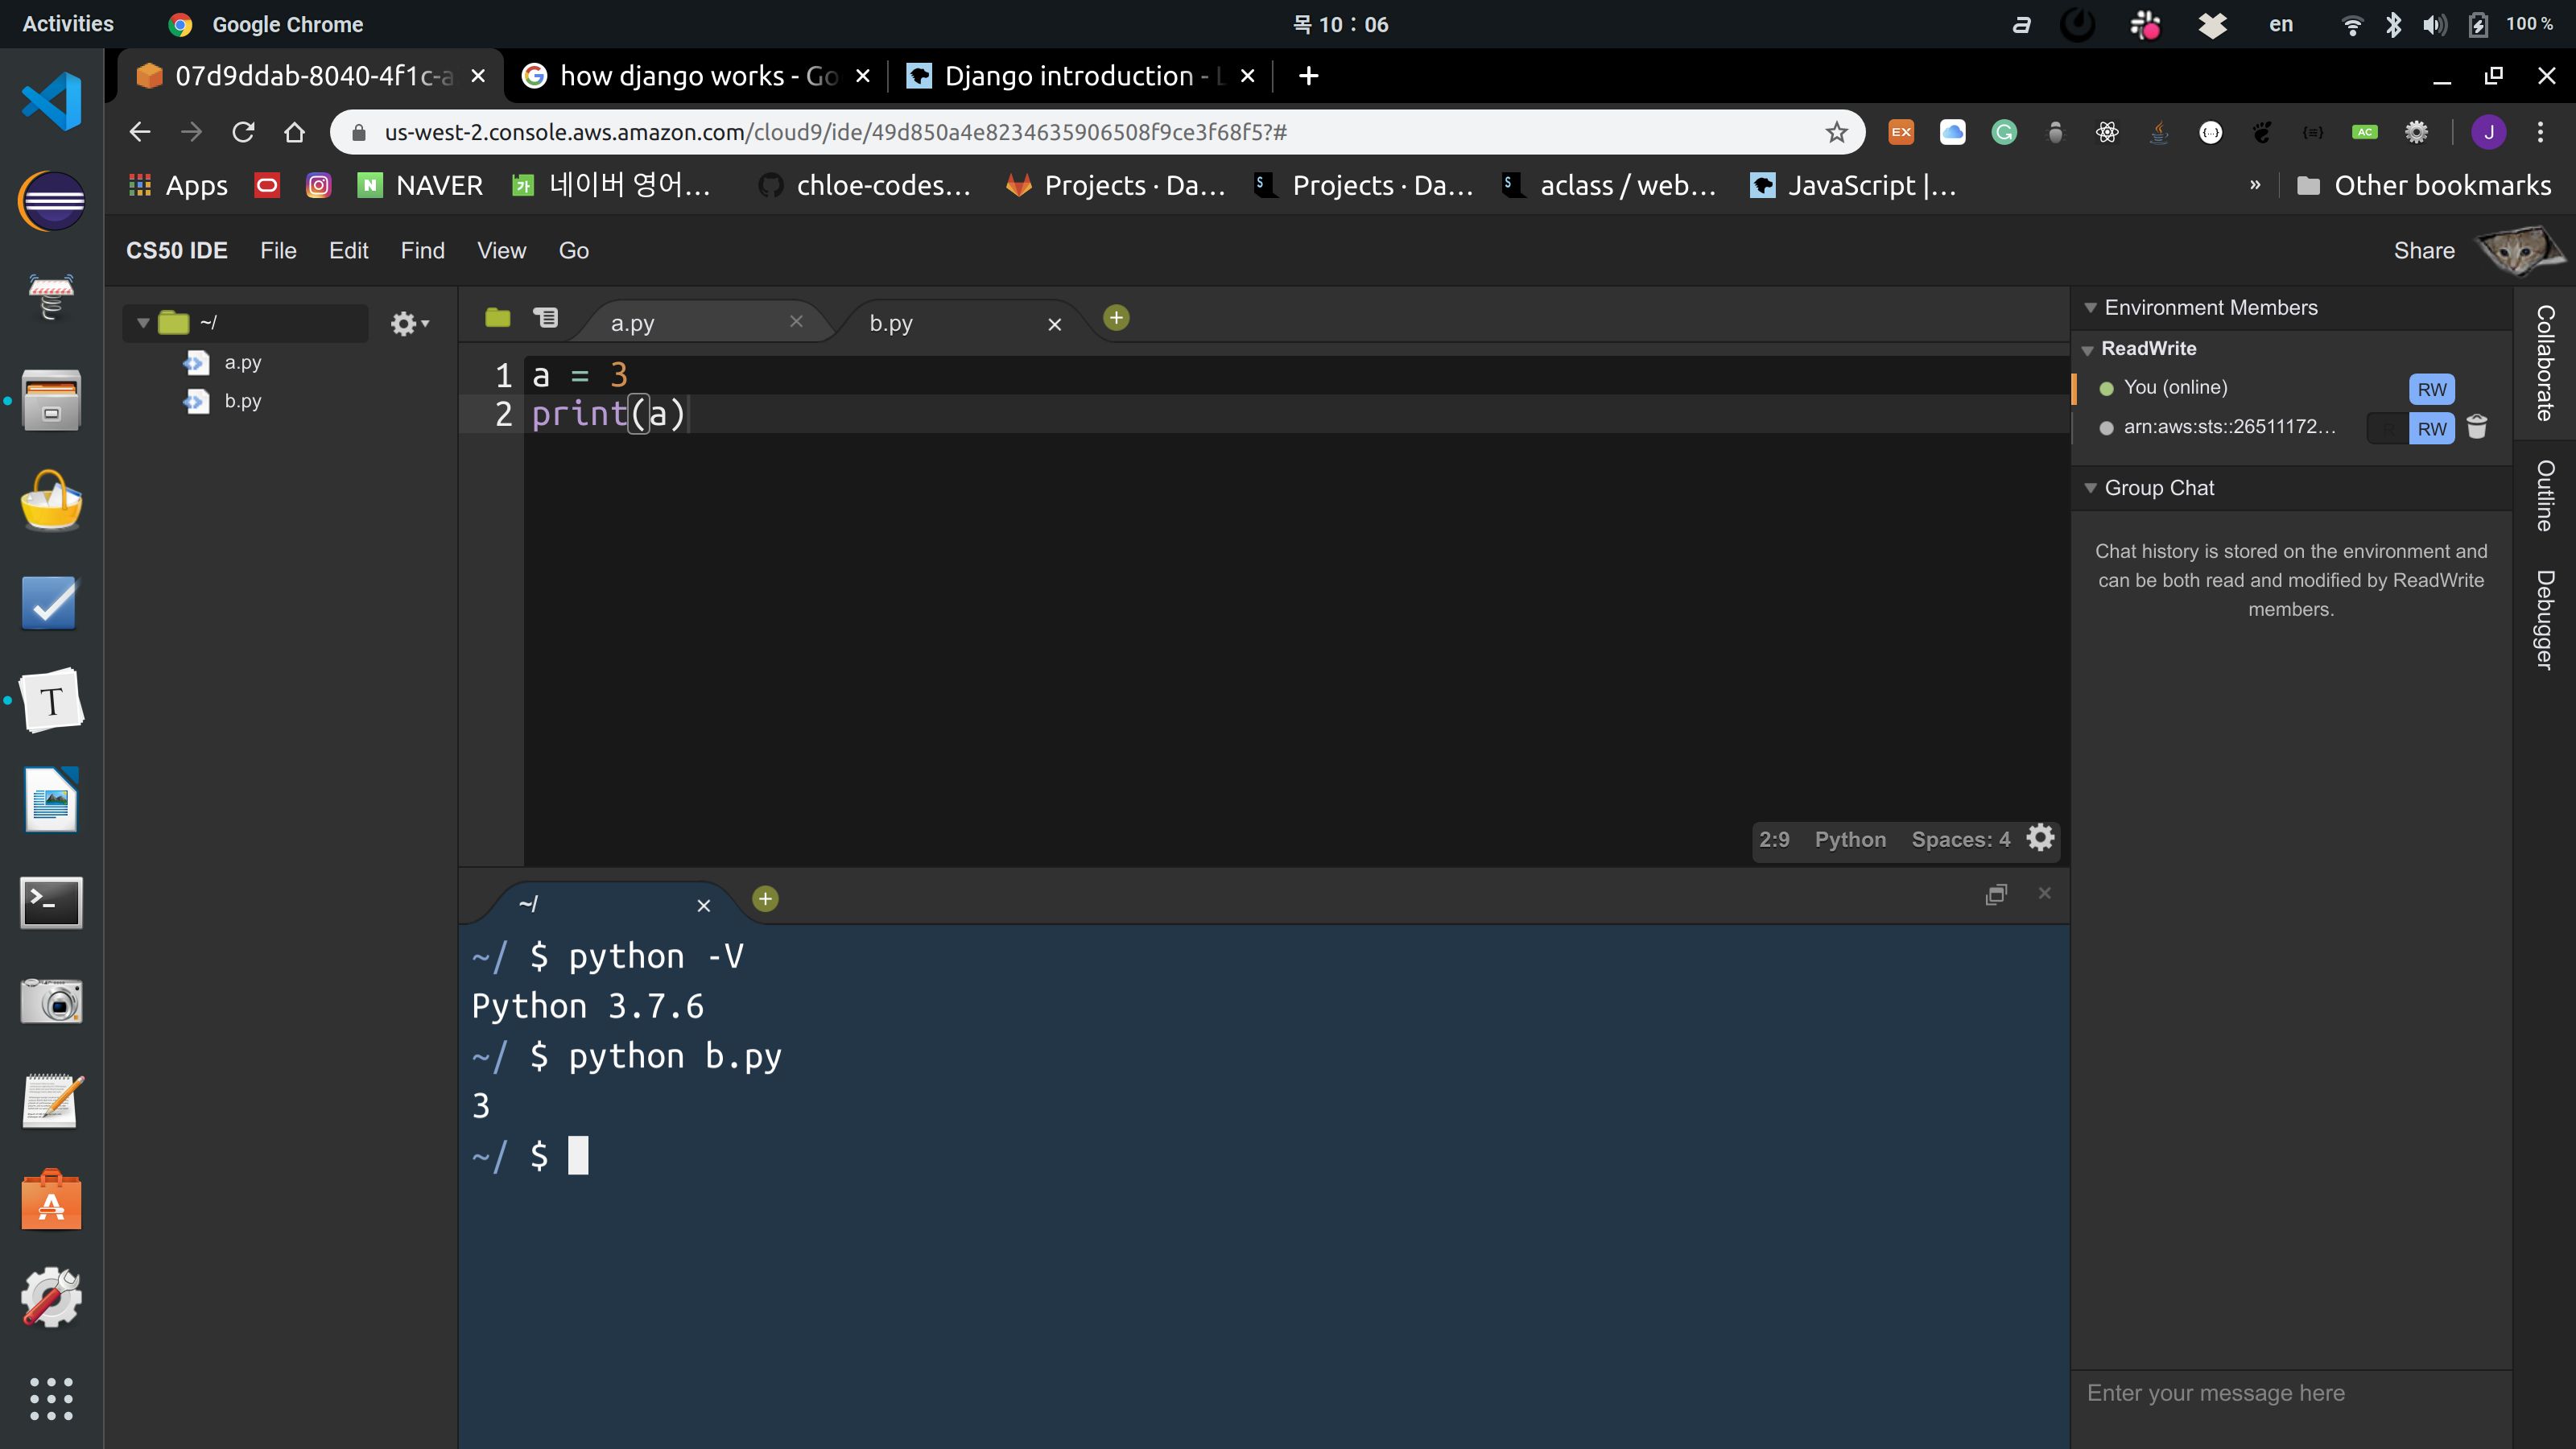 Activities
Google Chrome
목 10 : 06
a
en
100 %
07d9ddab-8040-4f1c-a
how django works - Go
Django introduction - L
us-west-2.console.aws.amazon.com/cloud9/ide/49d850a4e8234635906508f9ce3f68f5?#
EX
AC
J
Apps
N
NAVER
가
네이버 영어...
chloe-codes...
Projects · Da...
Projects · Da...
aclass / web...
JavaScript |...
»
Other bookmarks
CS50 IDE
File
Edit
Find
View
Go
Share
~/
a.py
b.py
a.py
b.py
1 a = 3
2 print(a)
2:9
Python
Spaces: 4
~/
~/ $ python -V
Python 3.7.6
~/ $ python b.py
3
~/ $
Environment Members
ReadWrite
You (online)
RW
arn:aws:sts::26511172...
RW
Group Chat
Chat history is stored on the environment and
can be both read and modified by ReadWrite
members.
Enter your message here
Collaborate
Outline
Debugger